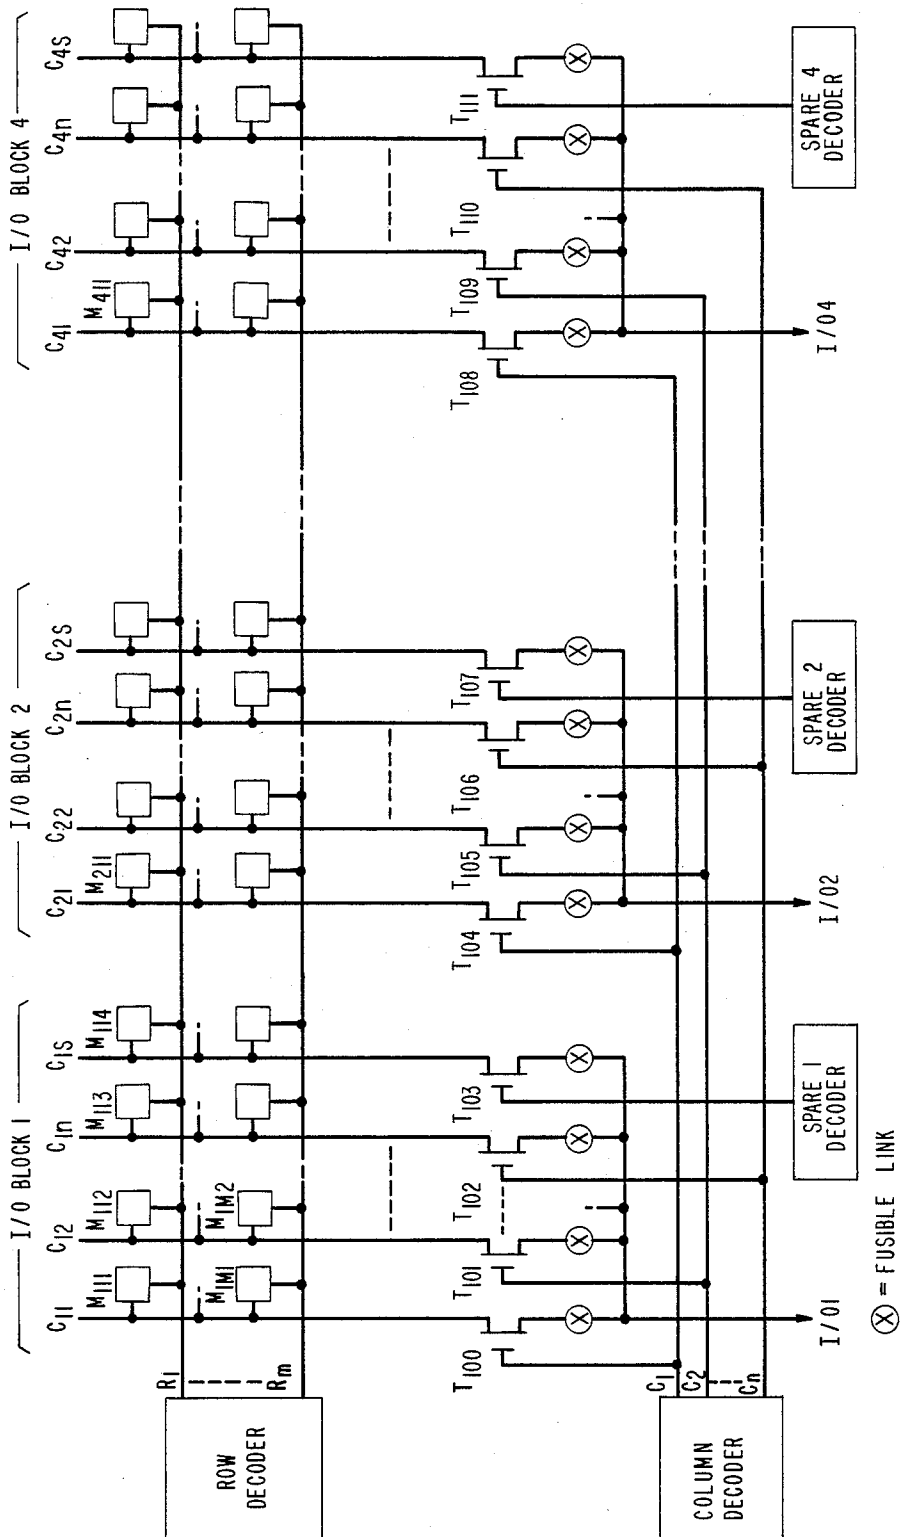 I/O BLOCK 1
I/O BLOCK 2
I/O BLOCK 4
C11
C12
C1n
C1S
C21
C22
C2n
C2S
C41
C42
C4n
C4S
M111
M112
M113
M114
M211
M411
M1M1
M1M2
R1
Rm
ROW
DECODER
T100
T101
T102
T103
T104
T105
T106
T107
T108
T109
T110
T111
C1
C2
Cn
COLUMN
DECODER
SPARE 1
DECODER
SPARE 2
DECODER
SPARE 4
DECODER
I/O1
I/O2
I/O4
X = FUSIBLE LINK